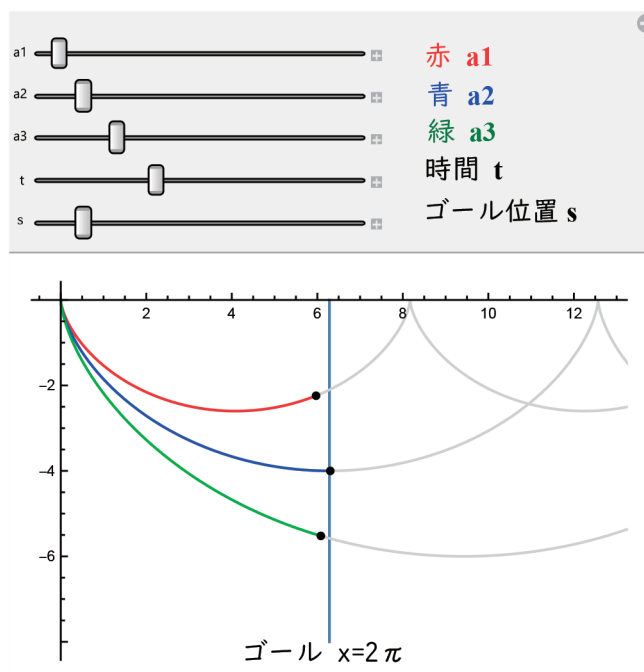 a1
a2
a3
t
s
赤 a1
青 a2
緑 a3
時間 t
ゴール位置 s
2 4 6 8 10 12
−2
−4
−6
ゴール x=2π